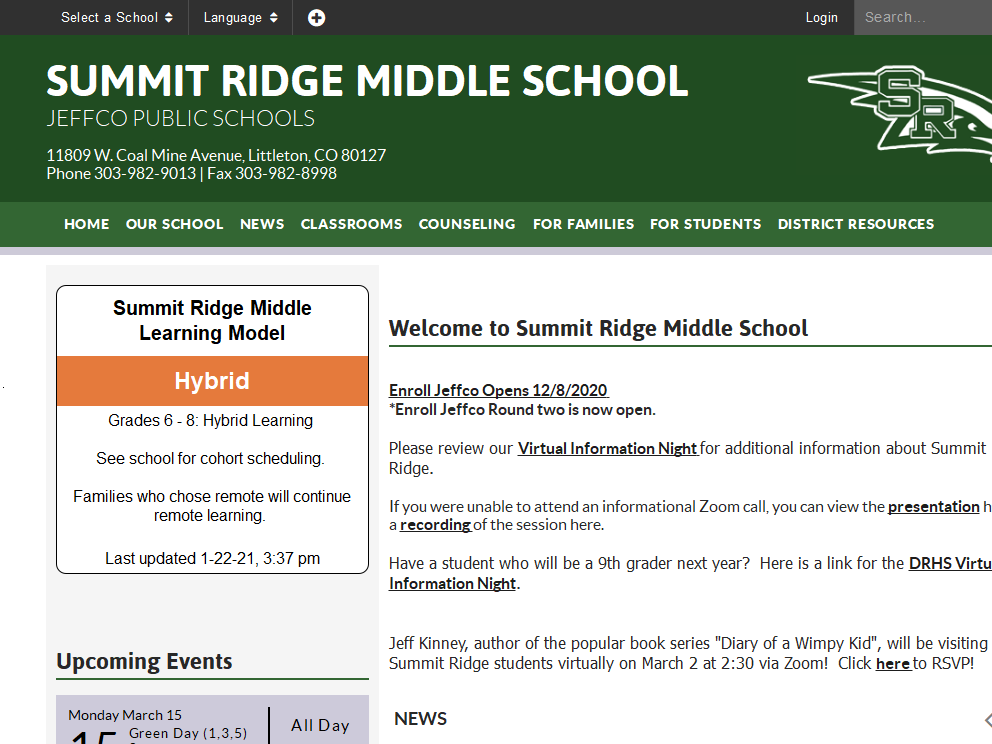 Select a School
Language
Login
Search...
SUMMIT RIDGE MIDDLE SCHOOL
JEFFCO PUBLIC SCHOOLS
SR
11809 W. Coal Mine Avenue, Littleton, CO 80127
Phone 303-982-9013 | Fax 303-982-8998
HOME OUR SCHOOL NEWS CLASSROOMS COUNSELING FOR FAMILIES FOR STUDENTS DISTRICT RESOURCES
Summit Ridge Middle
Learning Model
Hybrid
Grades 6 - 8: Hybrid Learning
See school for cohort scheduling.
Families who chose remote will continue
remote learning.
Last updated 1-22-21, 3:37 pm
Upcoming Events
Monday March 15
15
Green Day (1,3,5)
All Day
Welcome to Summit Ridge Middle School
Enroll Jeffco Opens 12/8/2020
*Enroll Jeffco Round two is now open.
Please review our Virtual Information Night for additional information about Summit
Ridge.
If you were unable to attend an informational Zoom call, you can view the presentation h
a recording of the session here.
Have a student who will be a 9th grader next year? Here is a link for the DRHS Virtu
Information Night.
Jeff Kinney, author of the popular book series "Diary of a Wimpy Kid", will be visiting
Summit Ridge students virtually on March 2 at 2:30 via Zoom! Click here to RSVP!
NEWS